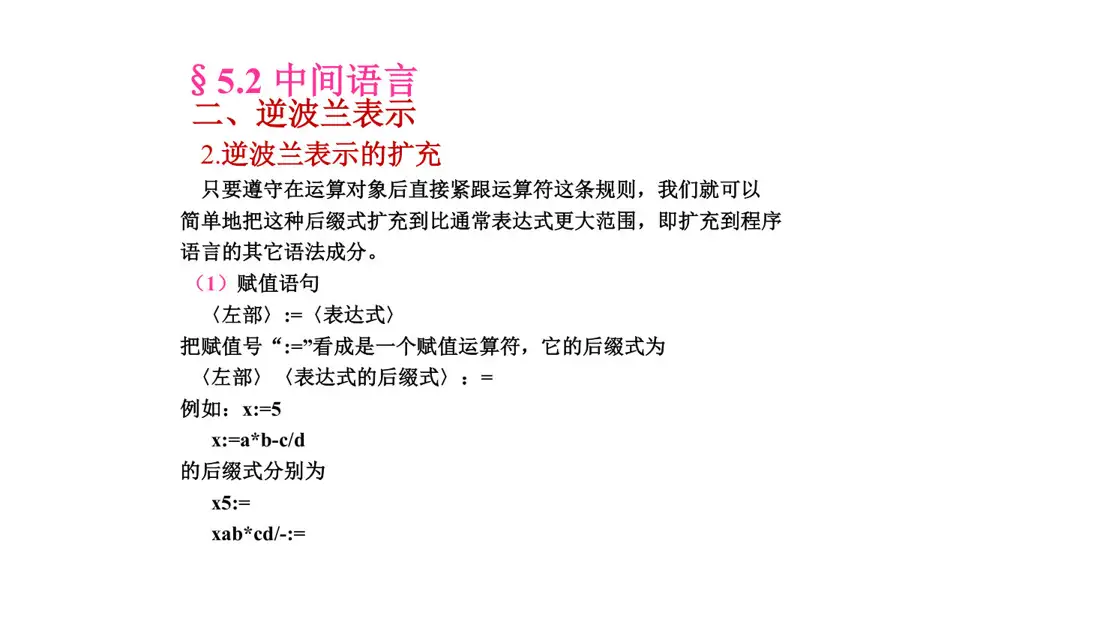 § 5.2 中间语言
二、逆波兰表示
2.逆波兰表示的扩充
只要遵守在运算对象后直接紧跟运算符这条规则，我们就可以
简单地把这种后缀式扩充到比通常表达式更大范围，即扩充到程序
语言的其它语法成分。
（1）赋值语句
〈左部〉:=〈表达式〉
把赋值号“:=”看成是一个赋值运算符，它的后缀式为
〈左部〉〈表达式的后缀式〉：=
例如：x:=5
x:=a*b-c/d
的后缀式分别为
x5:=
xab*cd/-:=